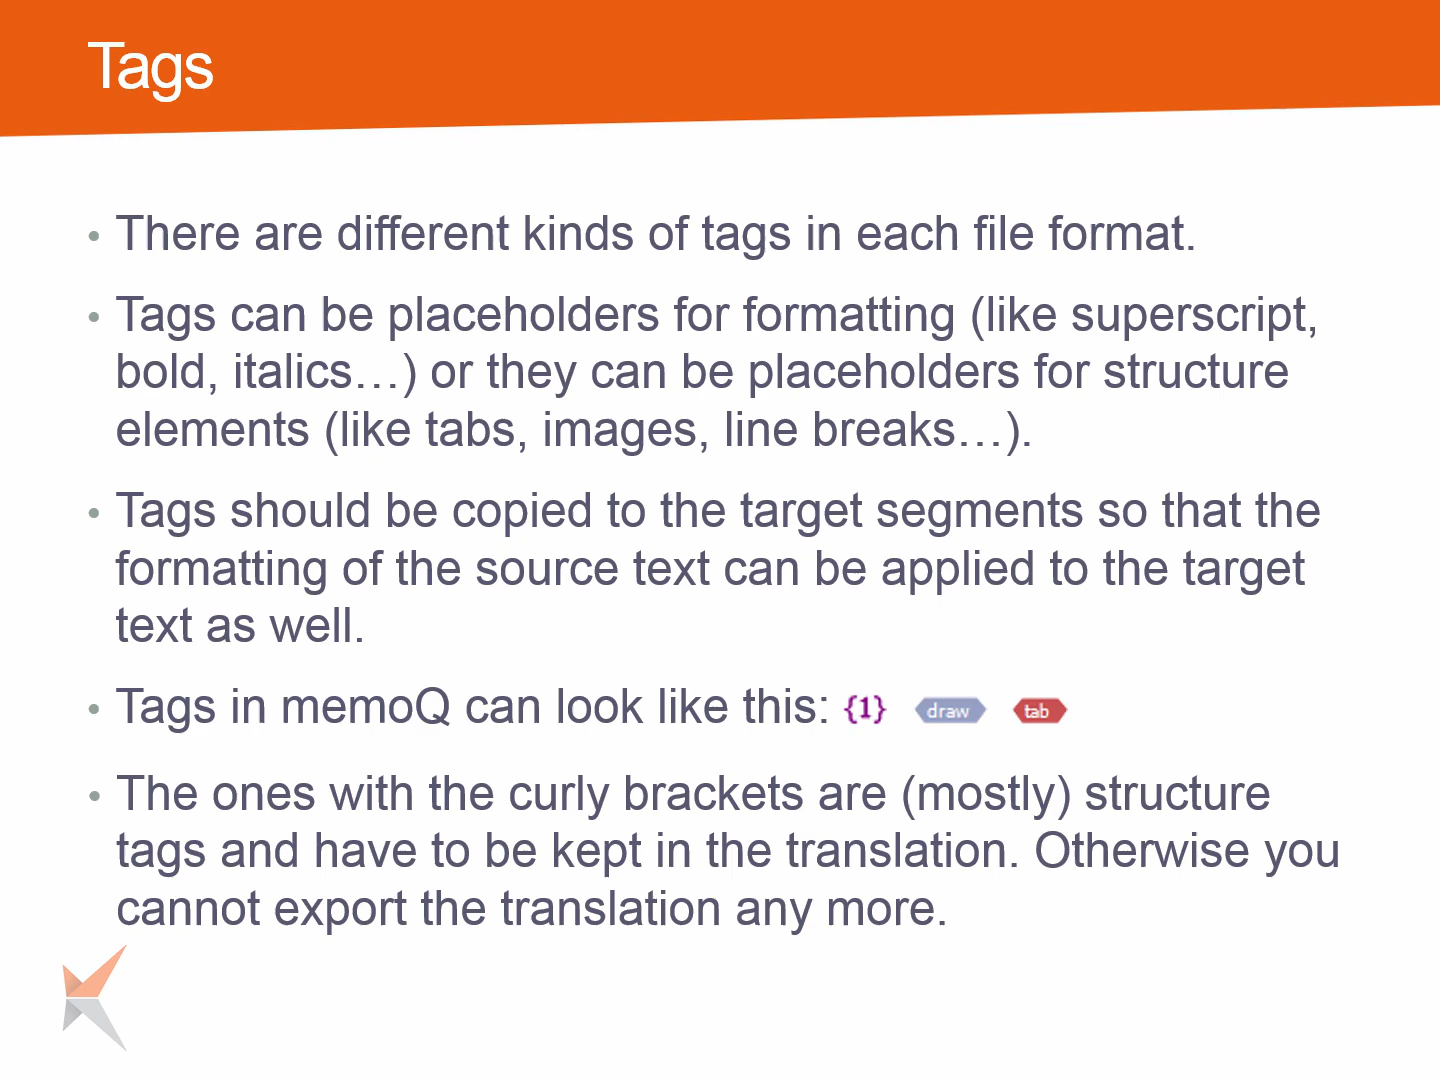 Tags
• There are different kinds of tags in each file format.
• Tags can be placeholders for formatting (like superscript,
bold, italics…) or they can be placeholders for structure
elements (like tabs, images, line breaks…).
• Tags should be copied to the target segments so that the
formatting of the source text can be applied to the target
text as well.
• Tags in memoQ can look like this: {1} draw tab
• The ones with the curly brackets are (mostly) structure
tags and have to be kept in the translation. Otherwise you
cannot export the translation any more.